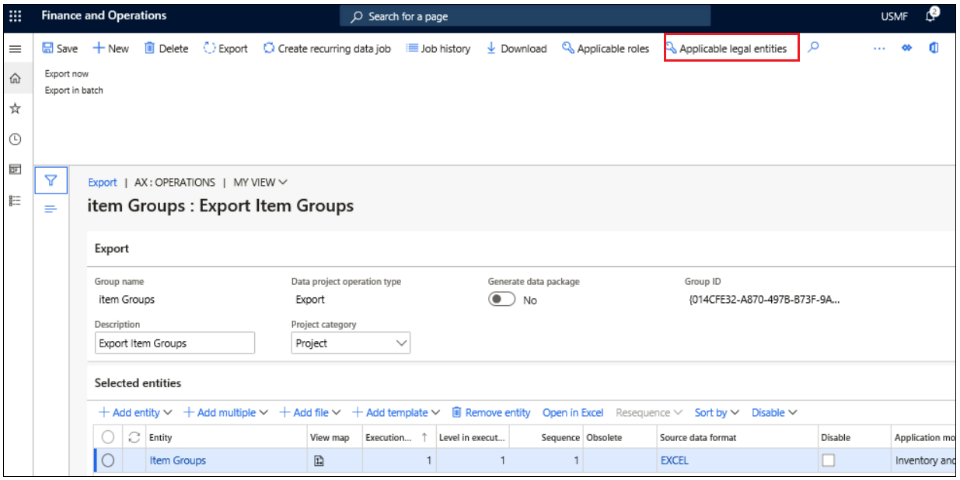 Finance and Operations Search for a page USMF 2
Save New Delete Export Create recurring data job Job history Download Applicable roles Applicable legal entities ...
Export now
Export in batch
Export | AX : OPERATIONS | MY VIEW
item Groups : Export Item Groups
Export
Group name Data project operation type Generate data package Group ID
item Groups Export No {014CFE32-A870-497B-B73F-9A...
Description Project category
Export Item Groups Project
Selected entities
+ Add entity + Add multiple + Add file + Add template Remove entity Open in Excel Resequence Sort by Disable
Entity View map Execution... ↑ Level in execut... Sequence Obsolete Source data format Disable Application mo
Item Groups 1 1 1 EXCEL Inventory and